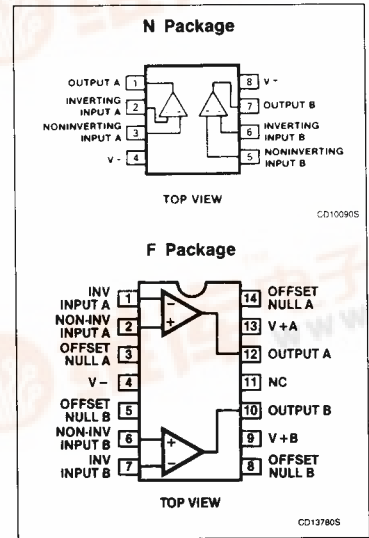 N Package
OUTPUT A 1
INVERTING INPUT A 2
NONINVERTING INPUT A 3
V - 4
8 V +
7 OUTPUT B
6 INVERTING INPUT B
5 NONINVERTING INPUT B
TOP VIEW
CD10090S
F Package
INV INPUT A 1
NON-INV INPUT A 2
OFFSET NULL A 3
V- 4
OFFSET NULL B 5
NON-INV INPUT B 6
INV INPUT B 7
14 OFFSET NULL A
13 V+A
12 OUTPUT A
11 NC
10 OUTPUT B
9 V+B
8 OFFSET NULL B
TOP VIEW
CD13780S